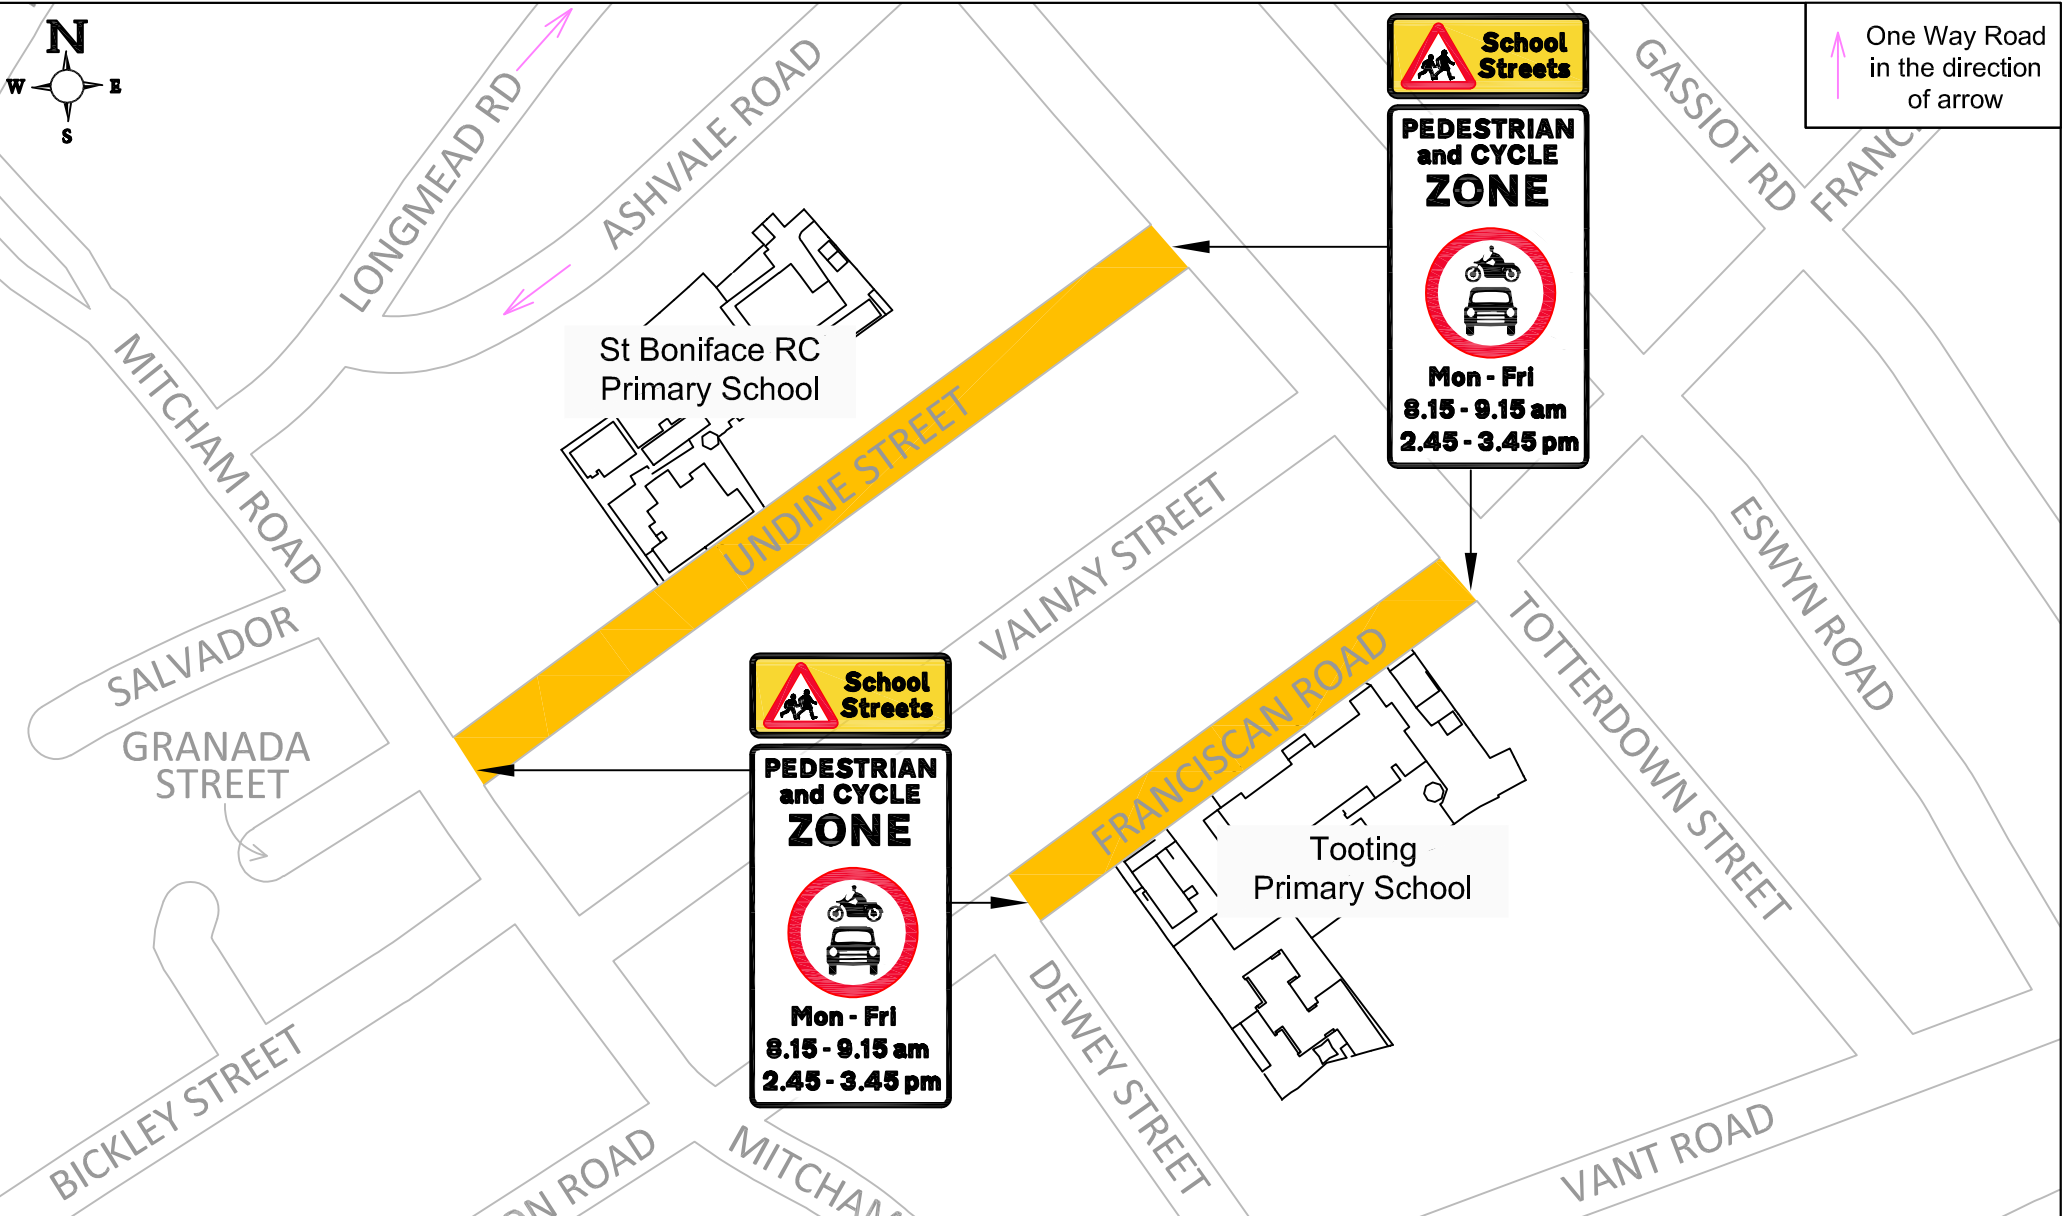 N
W
E
S
LONGMEAD RD
ASHVALE ROAD
School
Streets
PEDESTRIAN
and CYCLE
ZONE
Mon - Fri
8.15 - 9.15 am
2.45 - 3.45 pm
GASSIOT RD
One Way Road
in the direction
of arrow
FRANC
MITCHAM ROAD
St Boniface RC
Primary School
UNDINE STREET
VALNAY STREET
ESWYN ROAD
TOTTERDOWN STREET
SALVADOR
GRANADA
STREET
School
Streets
PEDESTRIAN
and CYCLE
ZONE
Mon - Fri
8.15 - 9.15 am
2.45 - 3.45 pm
FRANCISCAN ROAD
Tooting
Primary School
DEWEY STREET
BICKLEY STREET
ON ROAD
MITCHAM
VANT ROAD